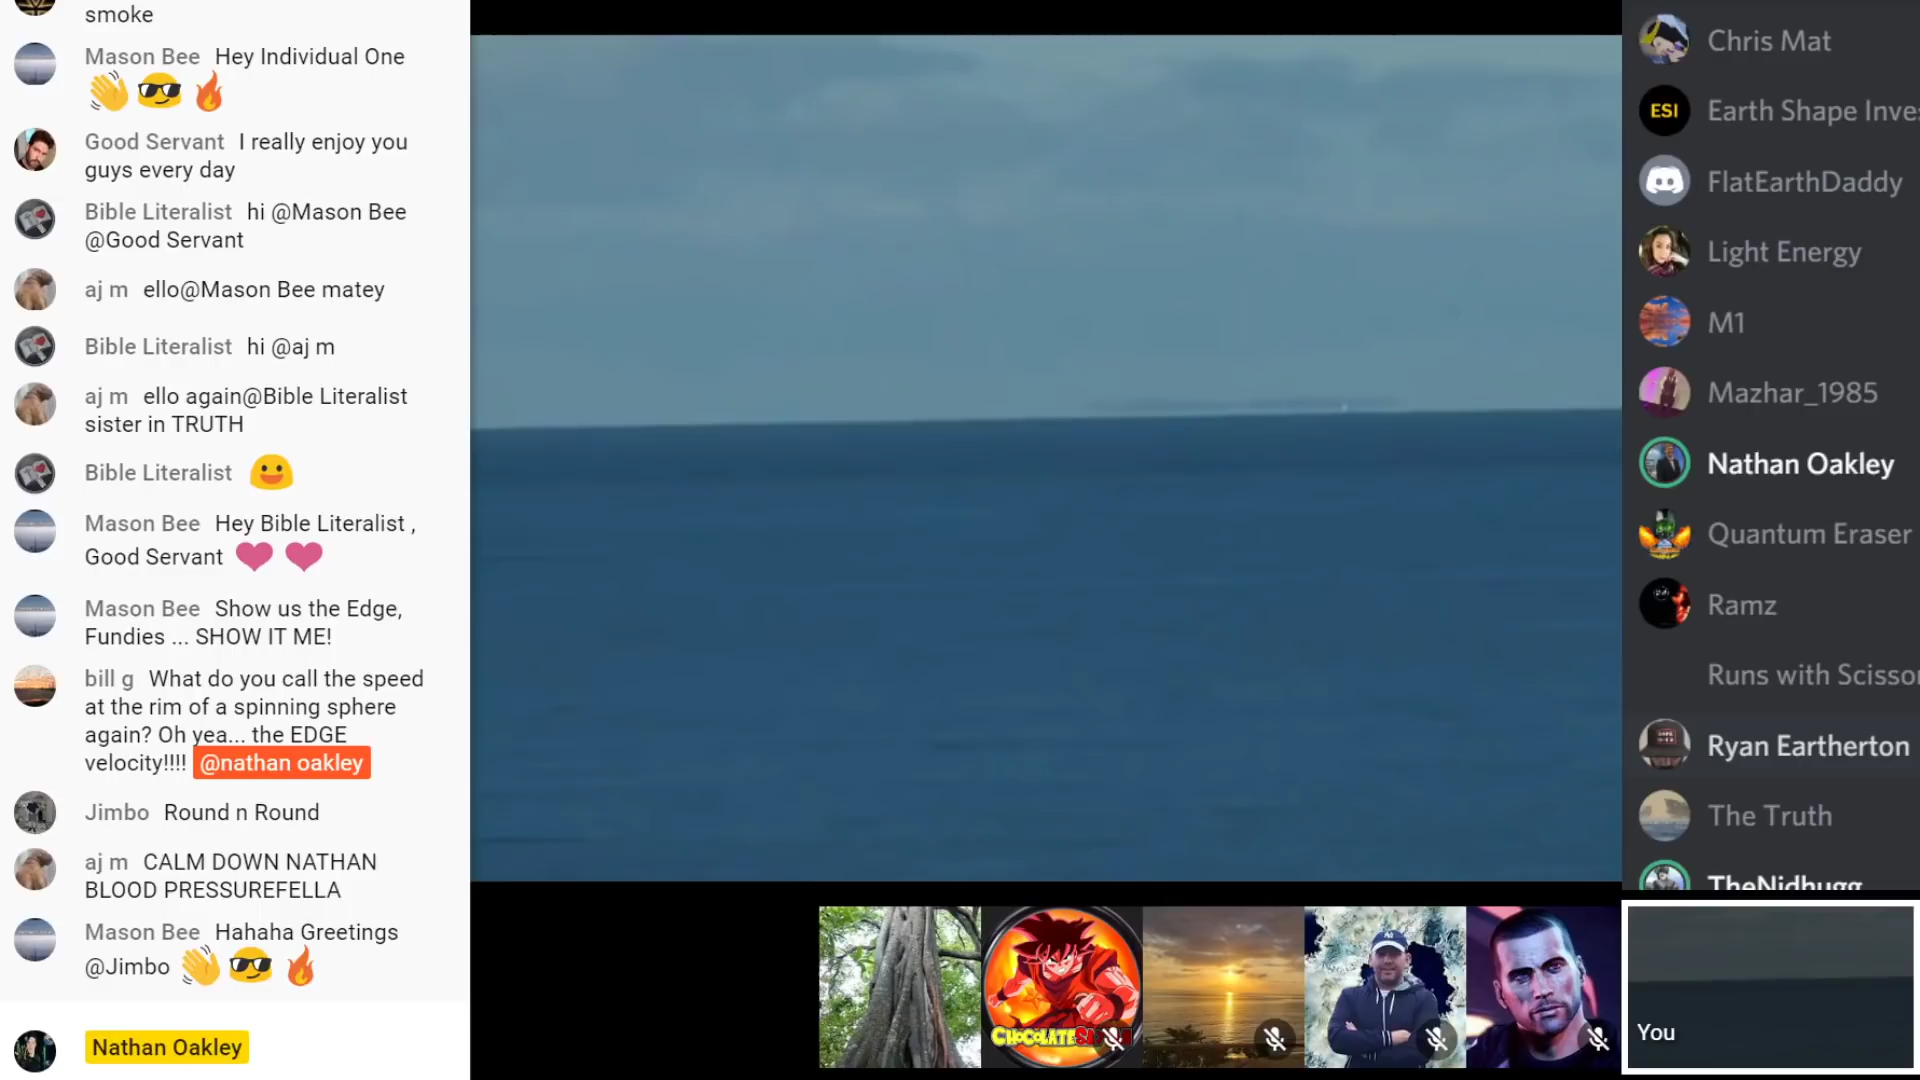 smoke
Mason Bee Hey Individual One
Good Servant I really enjoy you
guys every day
Bible Literalist hi @Mason Bee
@Good Servant
aj m ello@Mason Bee matey
Bible Literalist hi @aj m
aj m ello again@Bible Literalist
sister in TRUTH
Bible Literalist
Mason Bee Hey Bible Literalist ,
Good Servant
Mason Bee Show us the Edge,
Fundies ... SHOW IT ME!
bill g What do you call the speed
at the rim of a spinning sphere
again? Oh yea... the EDGE
velocity!!!! @nathan oakley
Jimbo Round n Round
aj m CALM DOWN NATHAN
BLOOD PRESSUREFELLA
Mason Bee Hahaha Greetings
@Jimbo
Nathan Oakley
Chris Mat
ESI
Earth Shape Inves
FlatEarthDaddy
Light Energy
M1
Mazhar_1985
Nathan Oakley
Quantum Eraser
Ramz
Runs with Scissor
Ryan Eartherton
The Truth
TheNidhugg
You